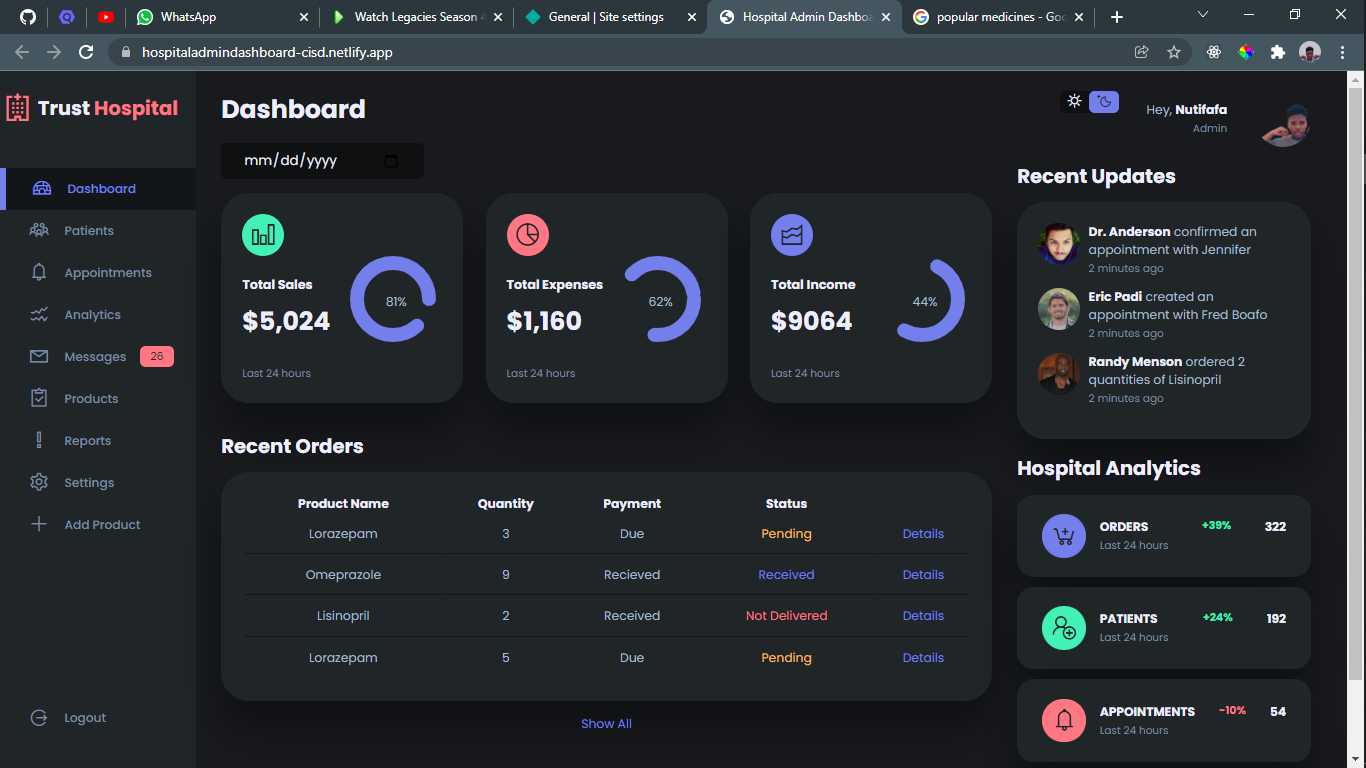 WhatsApp
Watch Legacies Season 4
General | Site settings
Hospital Admin Dashboa
popular medicines - Goo
hospitaladmindashboard-cisd.netlify.app
Trust Hospital
Dashboard
Patients
Appointments
Analytics
Messages 26
Products
Reports
Settings
Add Product
Logout
Dashboard
mm/dd/yyyy
Total Sales
$5,024
81%
Last 24 hours
Total Expenses
$1,160
62%
Last 24 hours
Total Income
$9064
44%
Last 24 hours
Recent Orders
Product Name Quantity Payment Status
Lorazepam 3 Due Pending Details
Omeprazole 9 Recieved Received Details
Lisinopril 2 Received Not Delivered Details
Lorazepam 5 Due Pending Details
Show All
Hey, Nutifafa
Admin
Recent Updates
Dr. Anderson confirmed an
appointment with Jennifer
2 minutes ago
Eric Padi created an
appointment with Fred Boafo
2 minutes ago
Randy Menson ordered 2
quantities of Lisinopril
2 minutes ago
Hospital Analytics
ORDERS +39% 322
Last 24 hours
PATIENTS +24% 192
Last 24 hours
APPOINTMENTS -10% 54
Last 24 hours